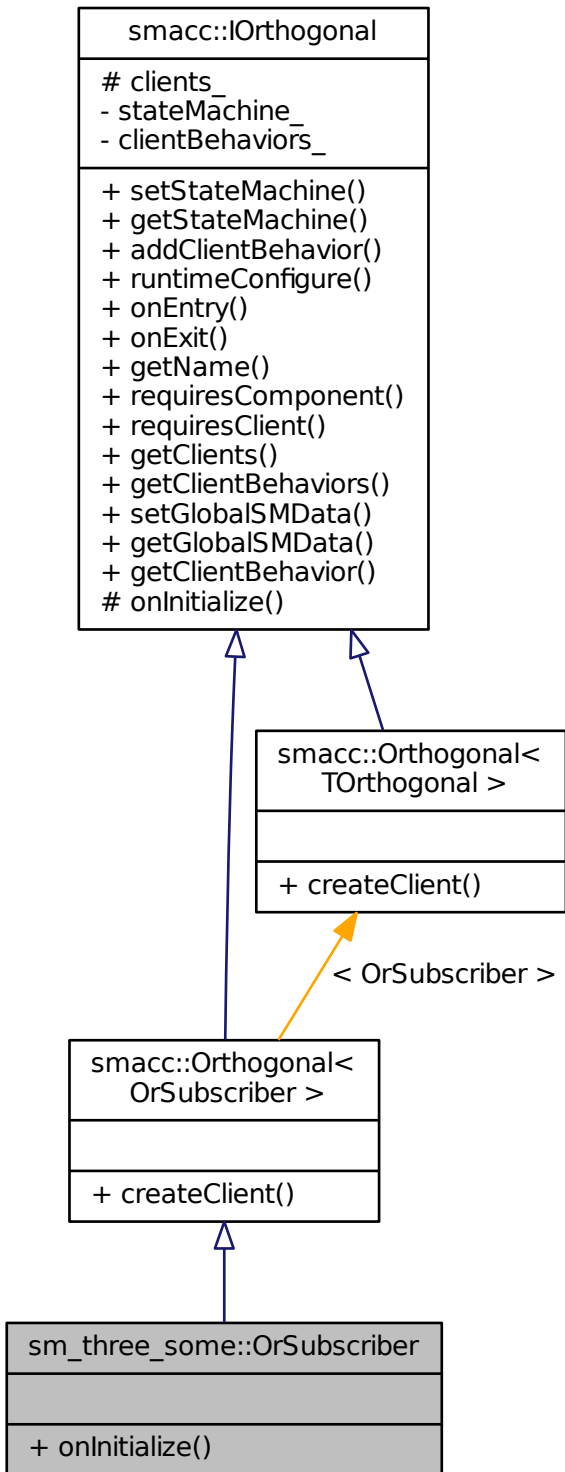 smacc::IOrthogonal
# clients_
- stateMachine_
- clientBehaviors_
+ setStateMachine()
+ getStateMachine()
+ addClientBehavior()
+ runtimeConfigure()
+ onEntry()
+ onExit()
+ getName()
+ requiresComponent()
+ requiresClient()
+ getClients()
+ getClientBehaviors()
+ setGlobalSMData()
+ getGlobalSMData()
+ getClientBehavior()
# onInitialize()
smacc::Orthogonal<
TOrthogonal >
+ createClient()
< OrSubscriber >
smacc::Orthogonal<
OrSubscriber >
+ createClient()
sm_three_some::OrSubscriber
+ onInitialize()